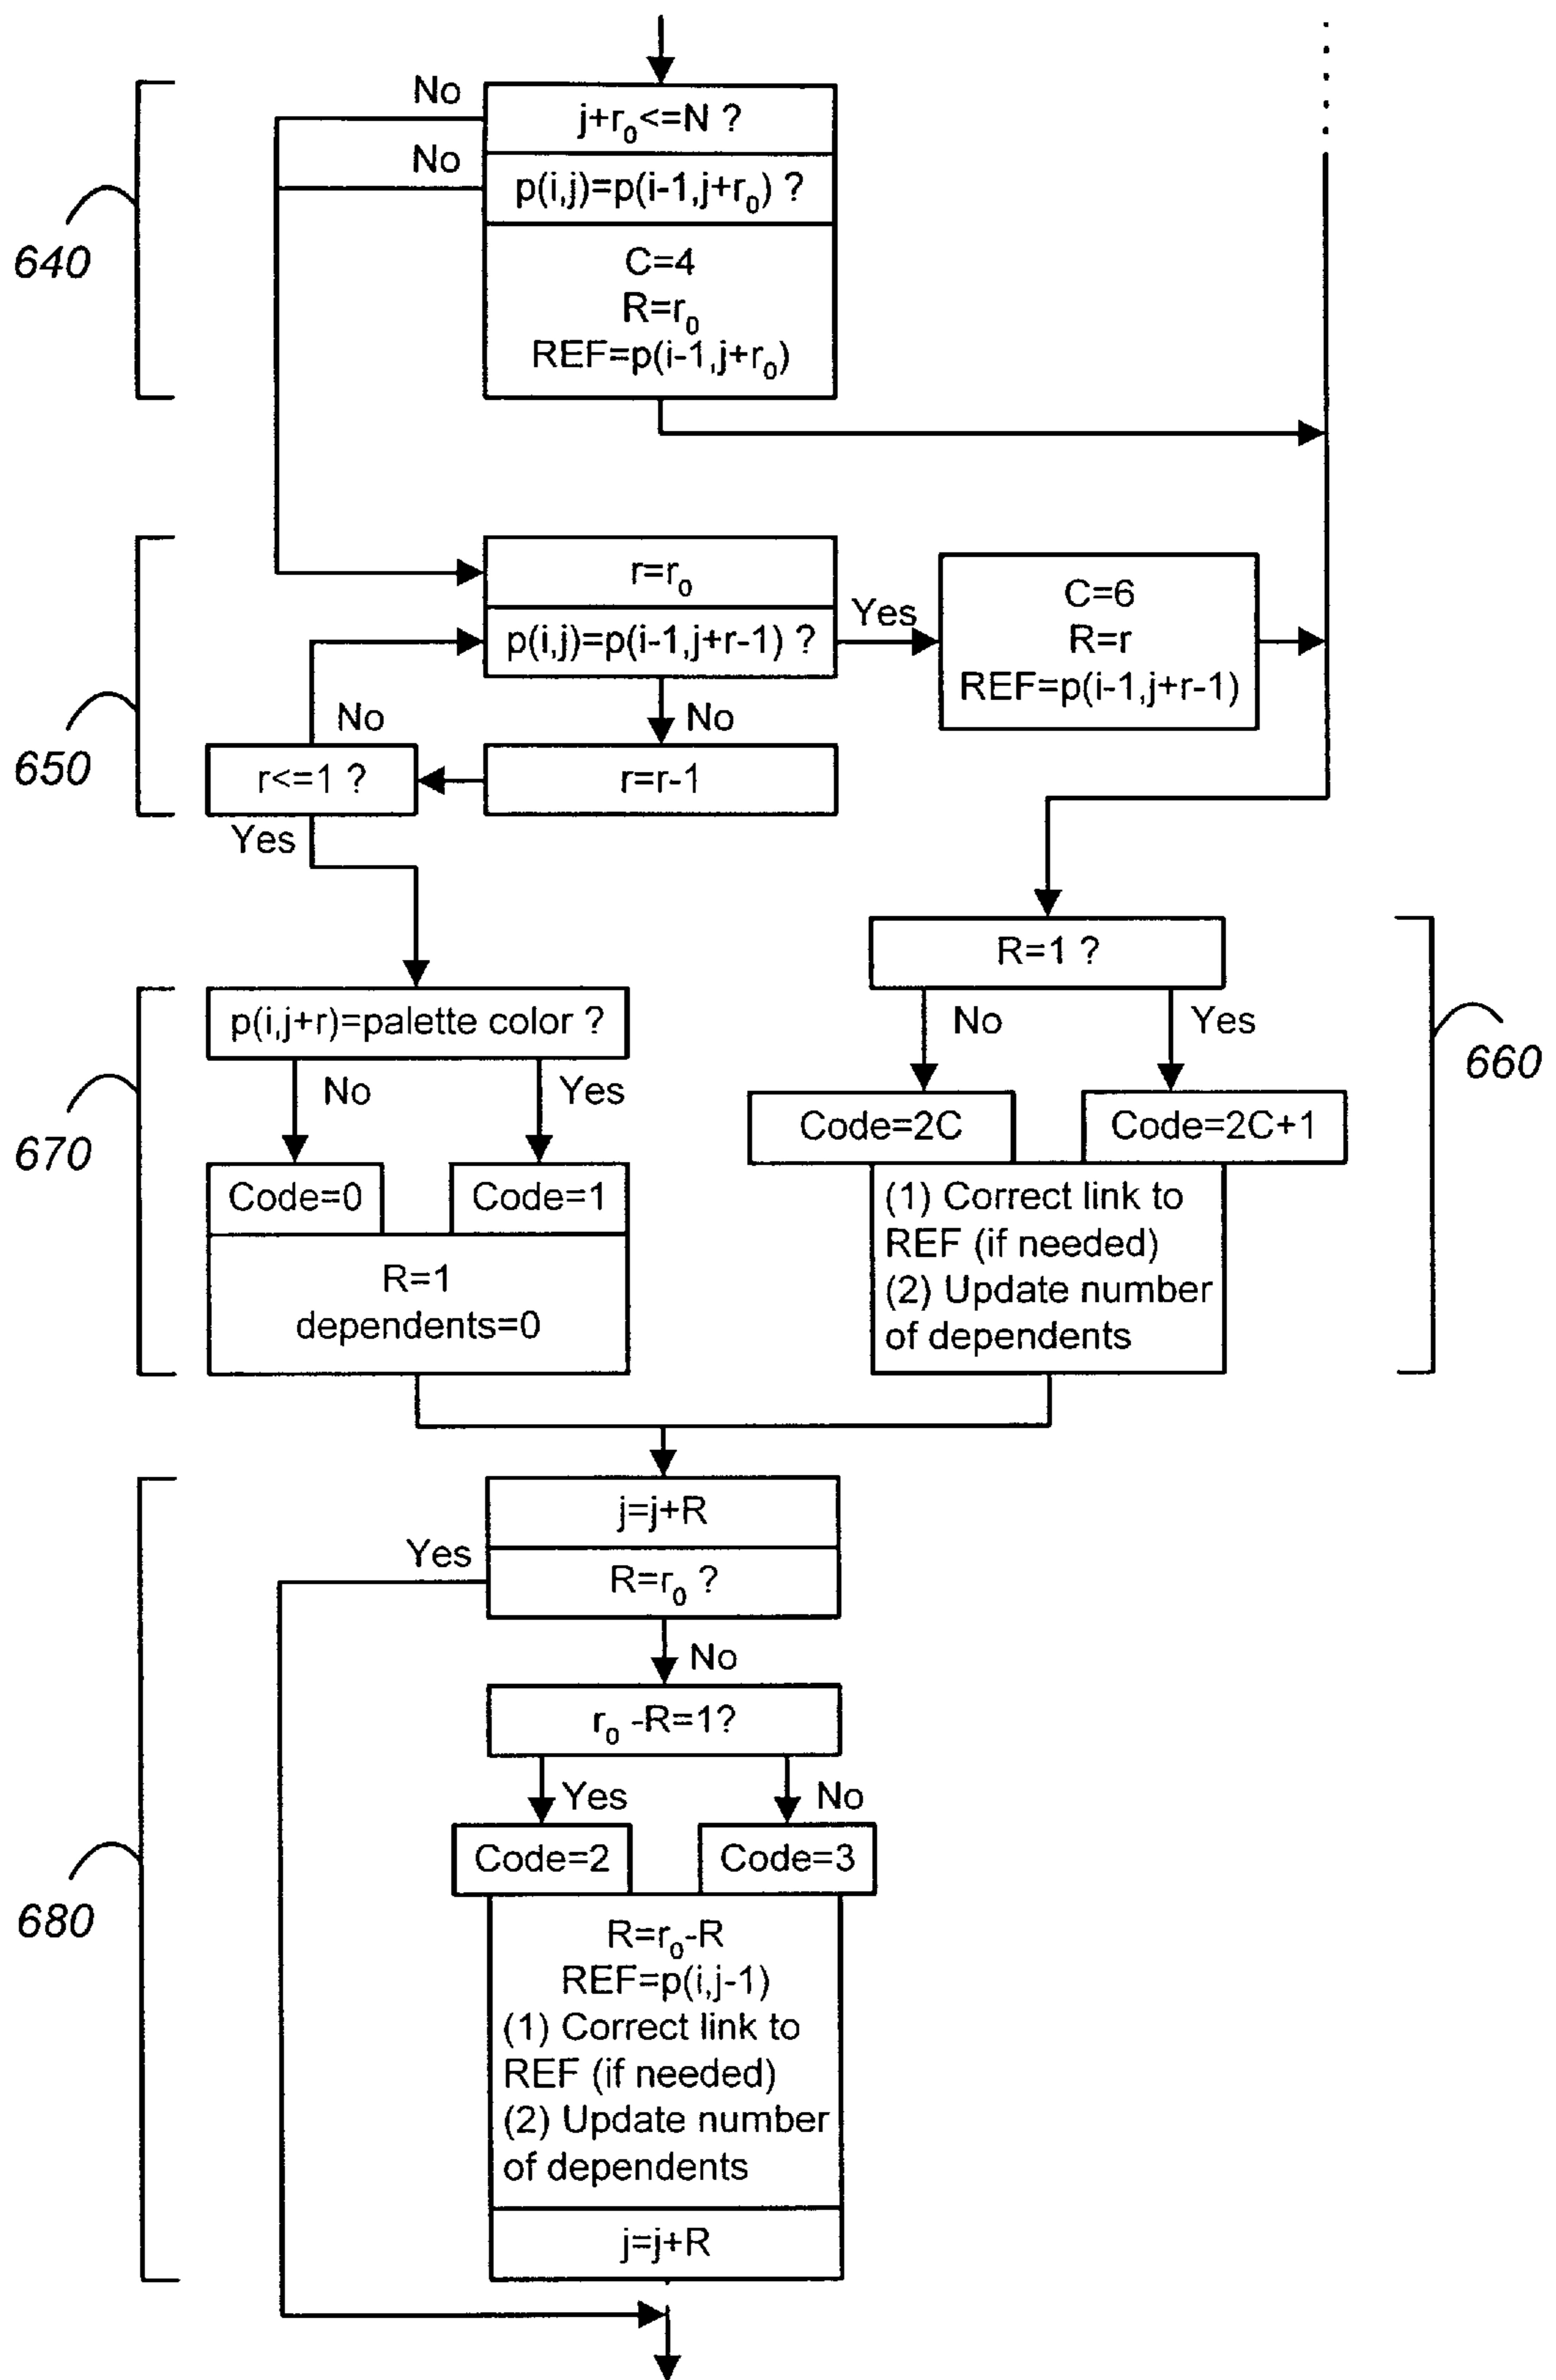 No
j+r₀<=N ?
No
p(i,j)=p(i-1,j+r₀) ?
C=4
R=r₀
REF=p(i-1,j+r₀)
640
r=r₀
p(i,j)=p(i-1,j+r-1) ?
Yes
C=6
R=r
REF=p(i-1,j+r-1)
No
No
650
r<=1 ?
r=r-1
Yes
R=1 ?
p(i,j+r)=palette color ?
No
Yes
660
No
Yes
Code=2C
Code=2C+1
670
Code=0
Code=1
(1) Correct link to
REF (if needed)
(2) Update number
of dependents
R=1
dependents=0
j=j+R
Yes
R=r₀ ?
No
r₀ -R=1?
Yes
No
Code=2
Code=3
680
R=r₀-R
REF=p(i,j-1)
(1) Correct link to
REF (if needed)
(2) Update number
of dependents
j=j+R